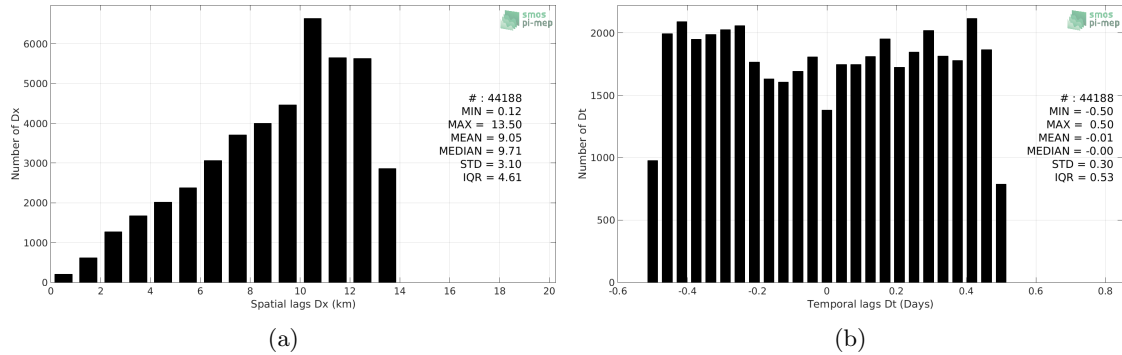 smos
pi-mep
6000
5000
4000
3000
2000
1000
0
Number of Dx
# : 44188
MIN = 0.12
MAX = 13.50
MEAN = 9.05
MEDIAN = 9.71
STD = 3.10
IQR = 4.61
0 2 4 6 8 10 12 14 16 18 20
Spatial lags Dx (km)
(a)
smos
pi-mep
2000
1500
1000
500
0
Number of Dt
# : 44188
MIN = -0.50
MAX = 0.50
MEAN = -0.01
MEDIAN = -0.00
STD = 0.30
IQR = 0.53
-0.6 -0.4 -0.2 0 0.2 0.4 0.6 0.8
Temporal lags Dt (Days)
(b)